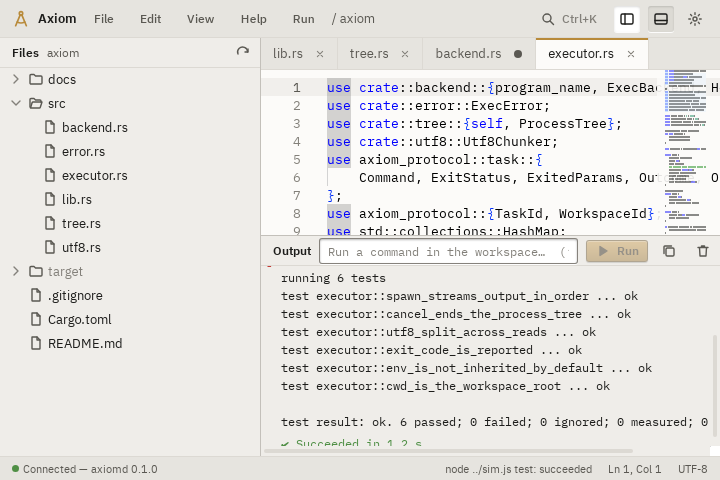 Axiom File Edit View Help Run / axiom Ctrl+K
Files axiom
docs
src
backend.rs
error.rs
executor.rs
lib.rs
tree.rs
utf8.rs
target
.gitignore
Cargo.toml
README.md
lib.rs tree.rs backend.rs executor.rs
1 use crate::backend::{program_name, ExecBac H
2 use crate::error::ExecError;
3 use crate::tree::{self, ProcessTree};
4 use crate::utf8::Utf8Chunker;
5 use axiom_protocol::task::{
6 Command, ExitStatus, ExitedParams, Out O
7 };
8 use axiom_protocol::{TaskId, WorkspaceId}
9 use std::collections::HashMap;
Output Run a command in the workspace… ( Run
running 6 tests
test executor::spawn_streams_output_in_order ... ok
test executor::cancel_ends_the_process_tree ... ok
test executor::utf8_split_across_reads ... ok
test executor::exit_code_is_reported ... ok
test executor::env_is_not_inherited_by_default ... ok
test executor::cwd_is_the_workspace_root ... ok
test result: ok. 6 passed; 0 failed; 0 ignored; 0 measured; 0
✔ Succeeded in 1.2 s
Connected — axiomd 0.1.0 node ../sim.js test: succeeded Ln 1, Col 1 UTF-8